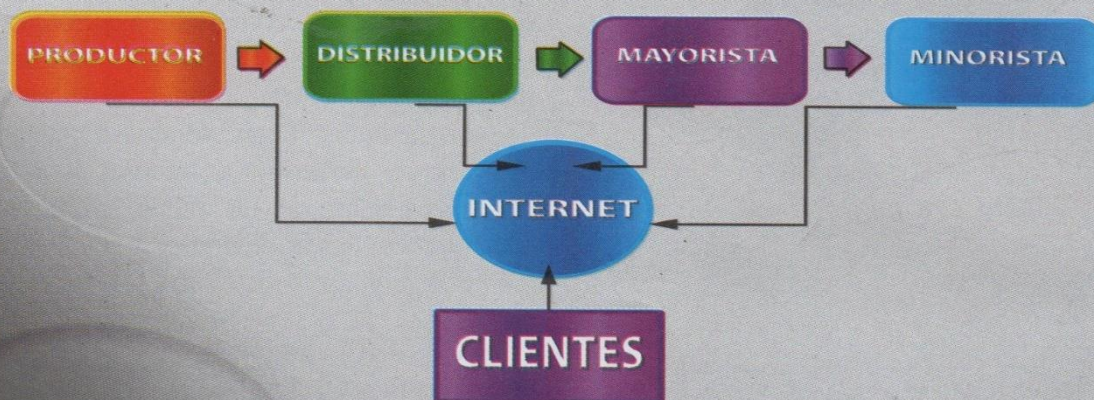 PRODUCTOR
DISTRIBUIDOR
MAYORISTA
MINORISTA
INTERNET
CLIENTES